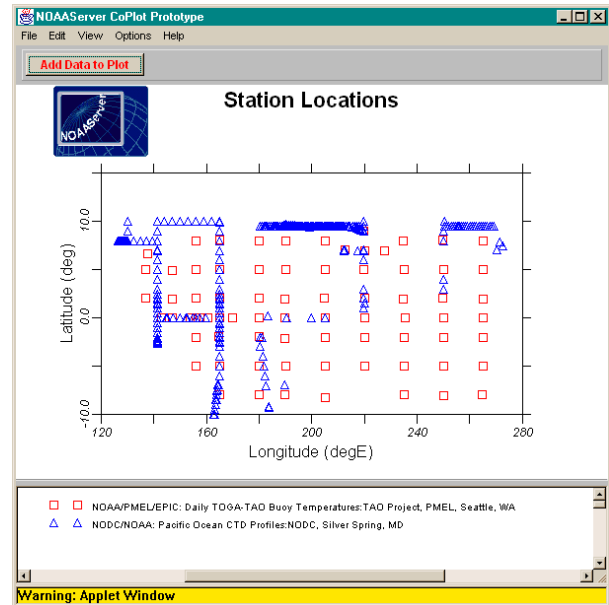 NOAAServer CoPlot Prototype
File Edit View Options Help
Add Data to Plot
NOAAServer
Station Locations
Latitude (deg)
10.0
0.0
-10.0
120 160 200 240 280
Longitude (degE)
NOAA/PMEL/EPIC: Daily TOGA-TAO Buoy Temperatures:TAO Project, PMEL, Seattle, WA
NODC/NOAA: Pacific Ocean CTD Profiles:NODC, Silver Spring, MD
Warning: Applet Window